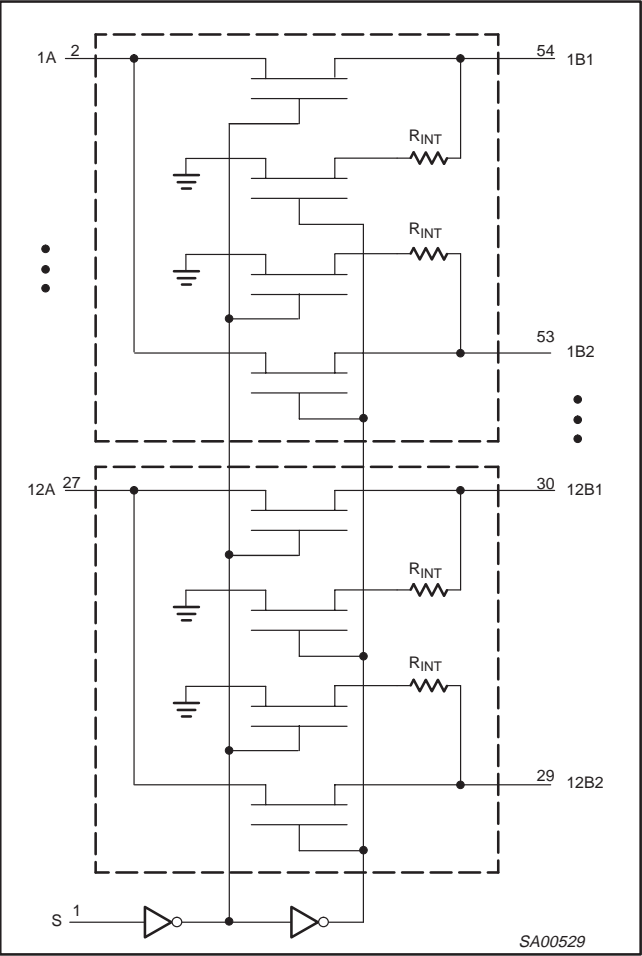 1A 2 54 1B1
RINT
RINT
53 1B2
12A 27 30 12B1
RINT
RINT
29 12B2
S 1
SA00529